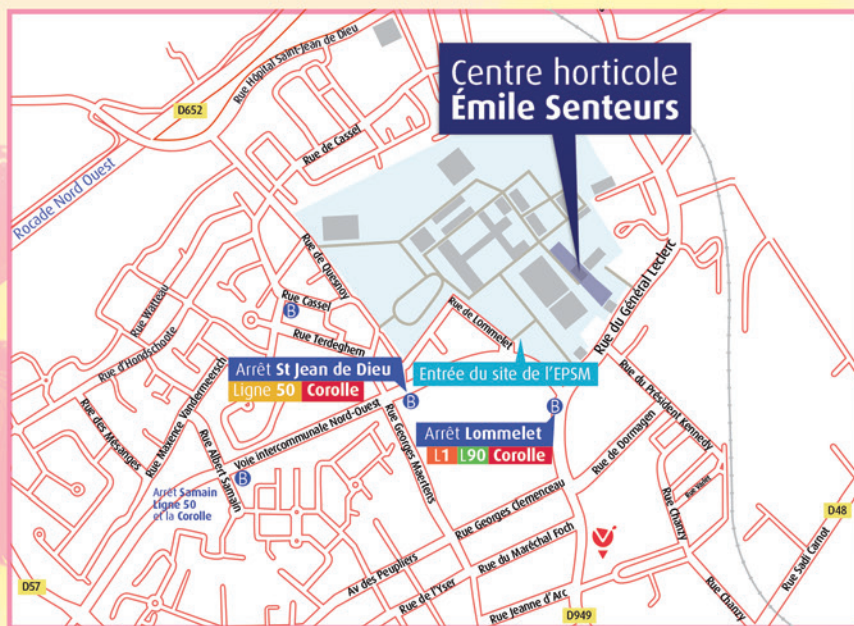 Centre horticole
Émile Senteurs
Rue Hôpital Saint-Jean de Dieu
D652
Rue de Cassel
Rocade Nord Ouest
Rue de Quesnoy
Rue du Général Leclerc
Rue Watteau
Rue Cassel
B
Rue de Lommelet
Rue d'Hondschoote
Rue Terdeghem
Arrêt St Jean de Dieu
Ligne 50 Corolle
Entrée du site de l'EPSM
B
B
Rue du Président Kennedy
Rue Maxence Vandermeersch
Rue des Mésanges
Rue Albert Samain
Voie intercommunale Nord-Ouest
Rue Georges Maertens
Arrêt Lommelet
L1 L90 Corolle
Rue de Dormagen
B
Arrêt Samain
Ligne 50
et la Corolle
Rue Georges Clemenceau
Rue Violet
Rue Chanzy
D48
Rue du Maréchal Foch
Av des Peupliers
Rue Sadi Carnot
D57
Rue de l'Yser
Rue Jeanne d'Arc
Rue Chanzy
D949